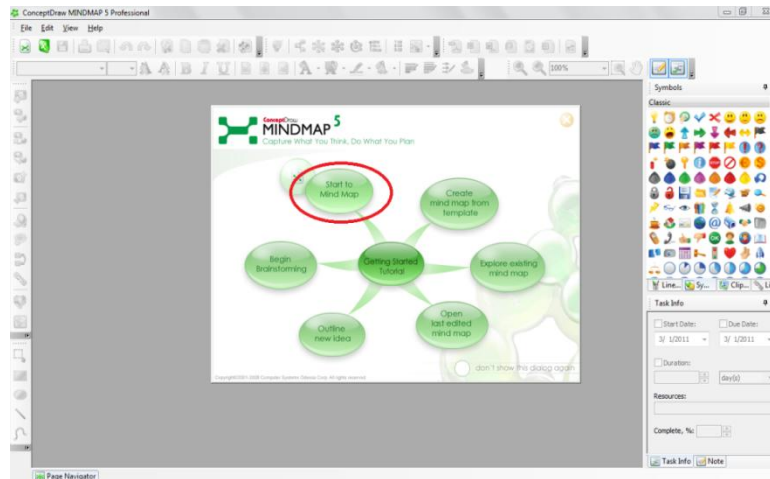 ConceptDraw MINDMAP 5 Professional
File Edit View Help
100%
ConceptDraw
MINDMAP 5
Capture What You Think, Do What You Plan
Start to
Mind Map
Create
mind map from
template
Begin
Brainstorming
Getting Started
Tutorial
Explore existing
mind map
Outline
new idea
Open
last edited
mind map
don't show this dialog again
Symbols
Classic
Line... Sy... Clip... Li
Task Info
Start Date: Due Date:
3/ 1/2011 3/ 1/2011
Duration:
day(s)
Resources:
Complete, %:
Task Info Note
Page Navigator